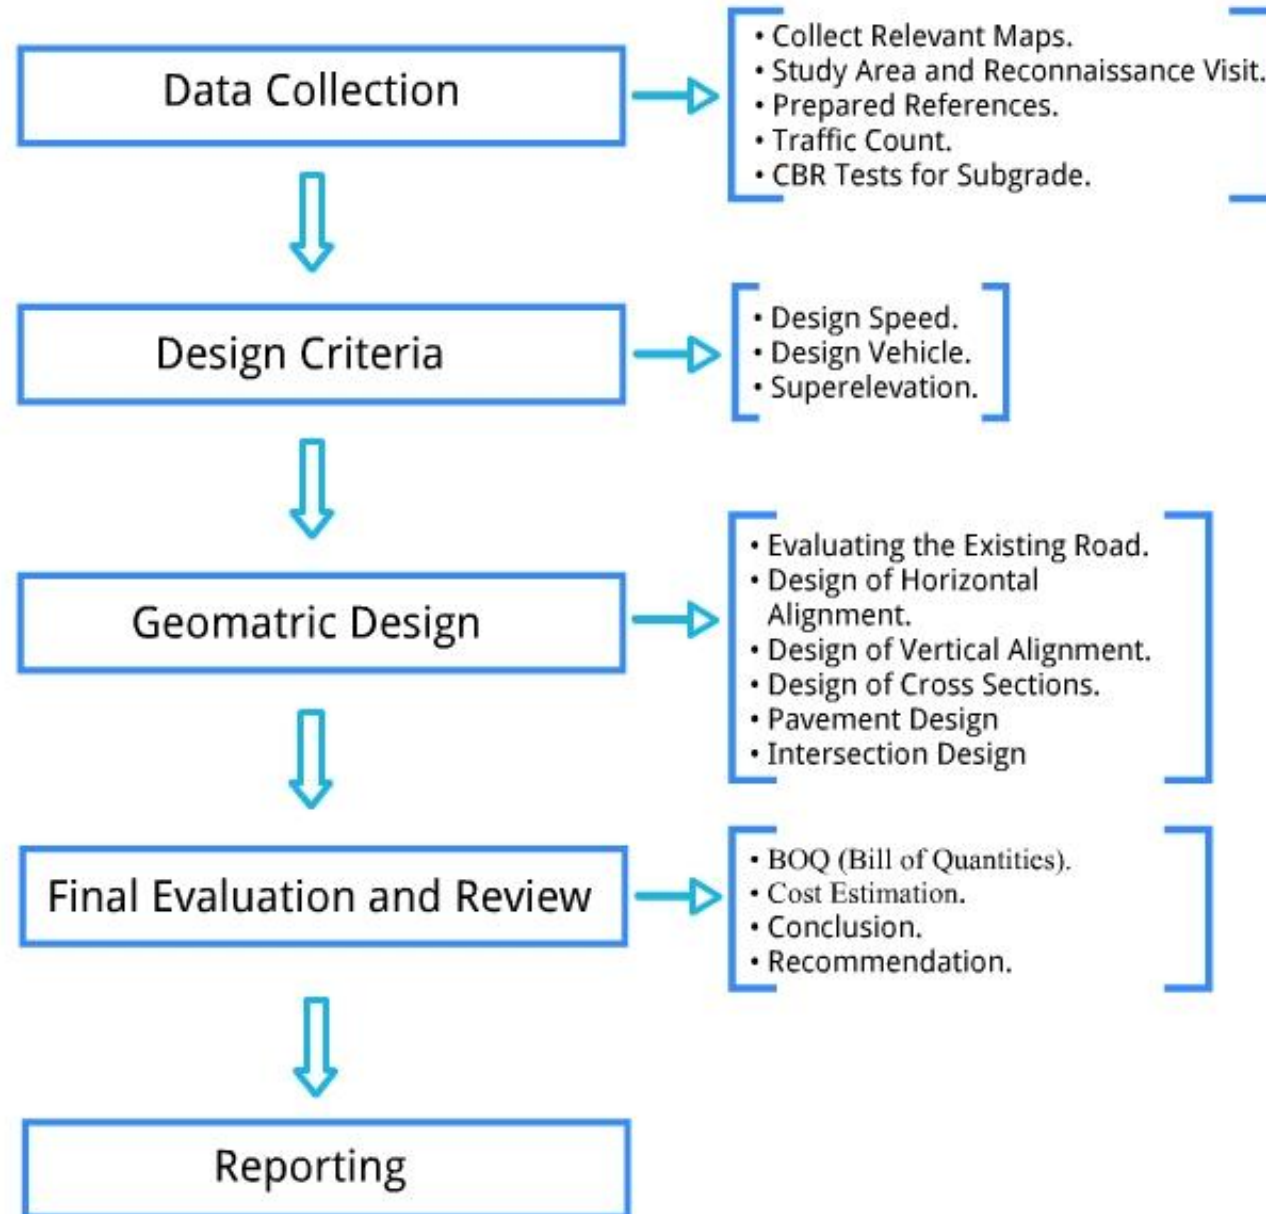 Data Collection
• Collect Relevant Maps.
• Study Area and Reconnaissance Visit.
• Prepared References.
• Traffic Count.
• CBR Tests for Subgrade.
Design Criteria
• Design Speed.
• Design Vehicle.
• Superelevation.
Geomatric Design
• Evaluating the Existing Road.
• Design of Horizontal
Alignment.
• Design of Vertical Alignment.
• Design of Cross Sections.
• Pavement Design
• Intersection Design
Final Evaluation and Review
• BOQ (Bill of Quantities).
• Cost Estimation.
• Conclusion.
• Recommendation.
Reporting